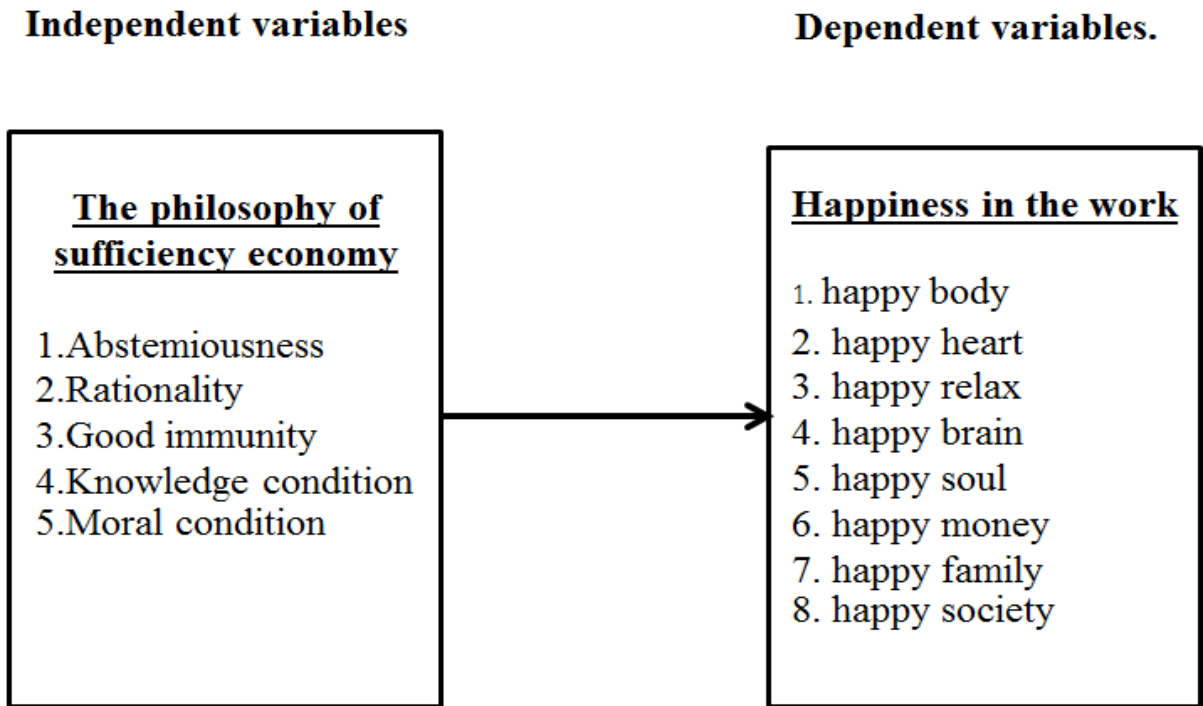 Independent variables
Dependent variables.
The philosophy of
sufficiency economy
1.Abstemiousness
2.Rationality
3.Good immunity
4.Knowledge condition
5.Moral condition
Happiness in the work
1. happy body
2. happy heart
3. happy relax
4. happy brain
5. happy soul
6. happy money
7. happy family
8. happy society